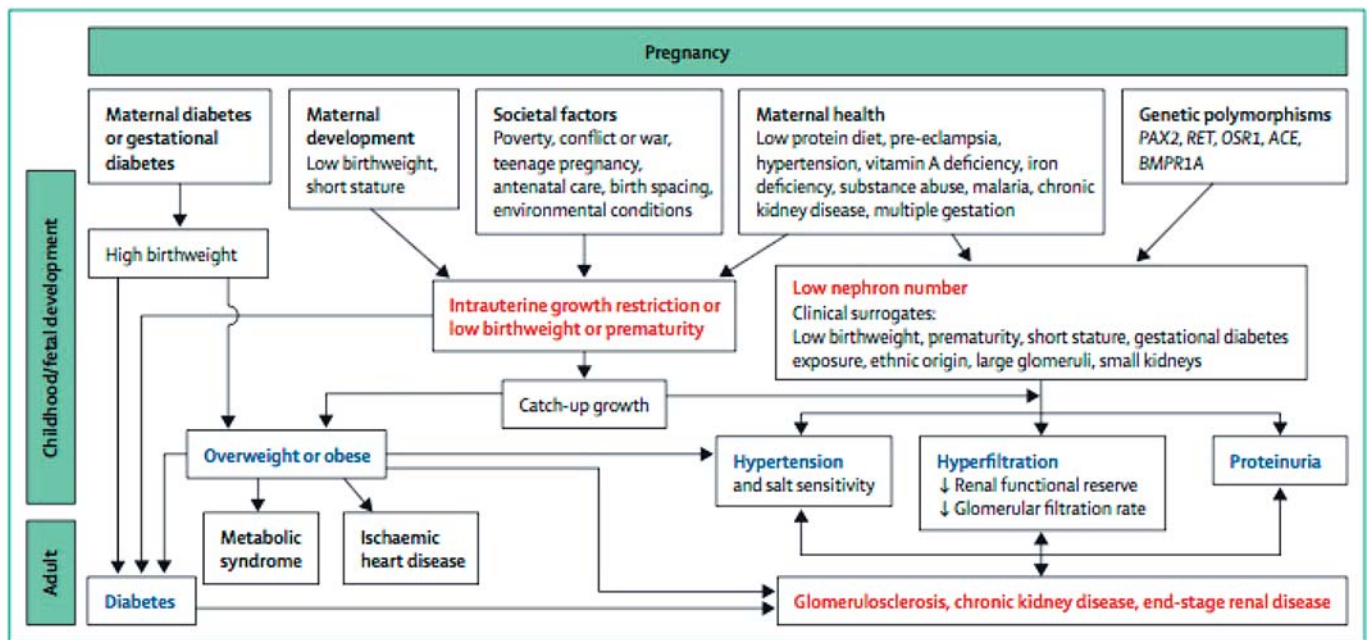 Pregnancy
Maternal diabetes
or gestational
diabetes
Maternal
development
Low birthweight,
short stature
Societal factors
Poverty, conflict or war,
teenage pregnancy,
antenatal care, birth spacing,
environmental conditions
Maternal health
Low protein diet, pre-eclampsia,
hypertension, vitamin A deficiency, iron
deficiency, substance abuse, malaria, chronic
kidney disease, multiple gestation
Genetic polymorphisms
PAX2, RET, OSR1, ACE,
BMPR1A
Childhood/fetal development
High birthweight
Intrauterine growth restriction or
low birthweight or prematurity
Low nephron number
Clinical surrogates:
Low birthweight, prematurity, short stature, gestational diabetes
exposure, ethnic origin, large glomeruli, small kidneys
Catch-up growth
Overweight or obese
Hypertension
and salt sensitivity
Hyperfiltration
↓ Renal functional reserve
↓ Glomerular filtration rate
Proteinuria
Adult
Metabolic
syndrome
Ischaemic
heart disease
Diabetes
Glomerulosclerosis, chronic kidney disease, end-stage renal disease